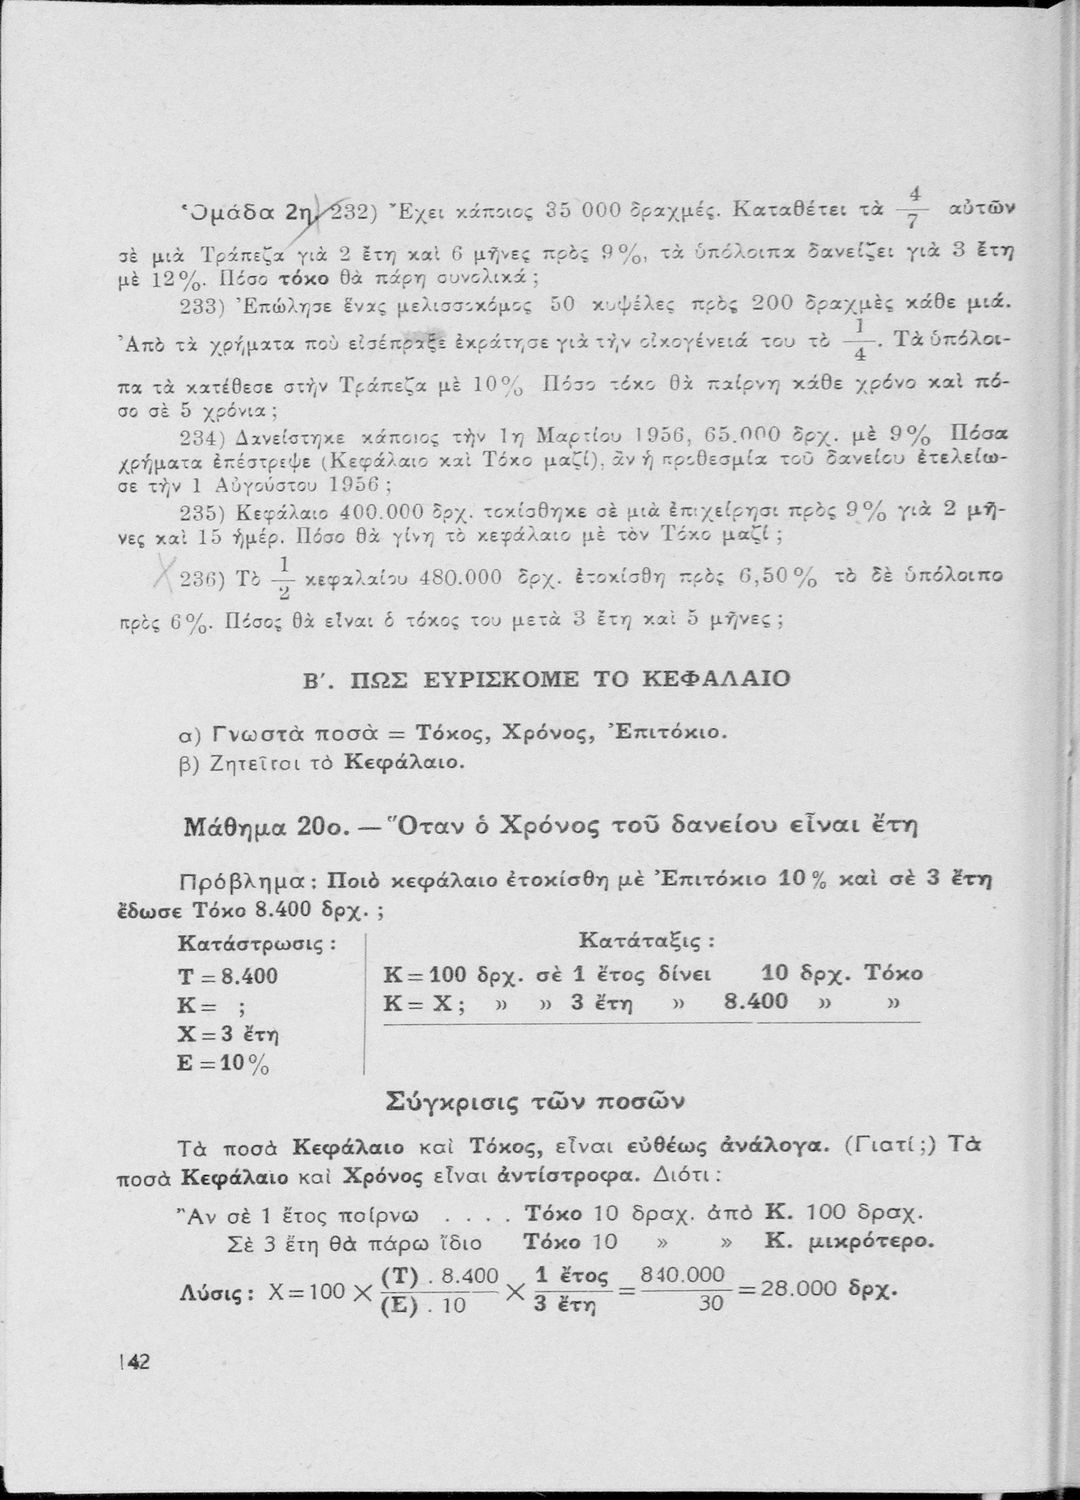 Ὁμάδα 2η, 232) Ἔχει κάποιος 35 000 δραχμές. Καταθέτει τὰ 4/7 αὐτῶν
σὲ μιὰ Τράπεζα γιὰ 2 ἔτη καὶ 6 μῆνες πρὸς 9%, τὰ ὑπόλοιπα δανείζει γιὰ 3 ἔτη
μὲ 12%. Πόσο τόκο θὰ πάρη συνολικά;
233) Ἐπώλησε ἕνας μελισσοκόμος 50 κυψέλες πρὸς 200 δραχμὲς κάθε μιά.
Ἀπὸ τὰ χρήματα ποὺ εἰσέπραξε ἐκράτησε γιὰ τὴν οἰκογένειά του τὸ 1/4. Τὰ ὑπόλοι-
πα τὰ κατέθεσε στὴν Τράπεζα μὲ 10% Πόσο τόκο θὰ παίρνη κάθε χρόνο καὶ πό-
σο σὲ 5 χρόνια;
234) Δανείστηκε κάποιος τὴν 1η Μαρτίου 1956, 65.000 δρχ. μὲ 9% Πόσα
χρήματα ἐπέστρεψε (Κεφάλαιο καὶ Τόκο μαζί), ἂν ἡ προθεσμία τοῦ δανείου ἐτελείω-
σε τὴν 1 Αὐγούστου 1956;
235) Κεφάλαιο 400.000 δρχ. τοκίσθηκε σὲ μιὰ ἐπιχείρησι πρὸς 9% γιὰ 2 μῆ-
νες καὶ 15 ἡμέρ. Πόσο θὰ γίνη τὸ κεφάλαιο μὲ τὸν Τόκο μαζί;
236) Τὸ 1/2 κεφαλαίου 480.000 δρχ. ἐτοκίσθη πρὸς 6,50% τὸ δὲ ὑπόλοιπο
πρὸς 6%. Πόσος θὰ εἶναι ὁ τόκος του μετὰ 3 ἔτη καὶ 5 μῆνες;
Β΄. ΠΩΣ ΕΥΡΙΣΚΟΜΕ ΤΟ ΚΕΦΑΛΑΙΟ
α) Γνωστὰ ποσὰ = Τόκος, Χρόνος, Ἐπιτόκιο.
β) Ζητεῖται τὸ Κεφάλαιο.
Μάθημα 20ο. — Ὅταν ὁ Χρόνος τοῦ δανείου εἶναι ἔτη
Πρόβλημα: Ποιὸ κεφάλαιο ἐτοκίσθη μὲ Ἐπιτόκιο 10% καὶ σὲ 3 ἔτη
ἔδωσε Τόκο 8.400 δρχ.;
Κατάστρωσις:
Τ = 8.400
Κ = ;
Χ = 3 ἔτη
Ε = 10%
Κατάταξις:
Κ = 100 δρχ. σὲ 1 ἔτος δίνει 10 δρχ. Τόκο
Κ = Χ; » » 3 ἔτη » 8.400 » »
Σύγκρισις τῶν ποσῶν
Τὰ ποσὰ Κεφάλαιο καὶ Τόκος, εἶναι εὐθέως ἀνάλογα. (Γιατί;) Τὰ
ποσὰ Κεφάλαιο καὶ Χρόνος εἶναι ἀντίστροφα. Διότι:
Ἂν σὲ 1 ἔτος παίρνω . . . . Τόκο 10 δραχ. ἀπὸ Κ. 100 δραχ.
Σὲ 3 ἔτη θὰ πάρω ἴδιο Τόκο 10 » » Κ. μικρότερο.
Λύσις: Χ = 100 × (Τ) . 8.400/(Ε) . 10 × 1 ἔτος/3 ἔτη = 840.000/30 = 28.000 δρχ.
142